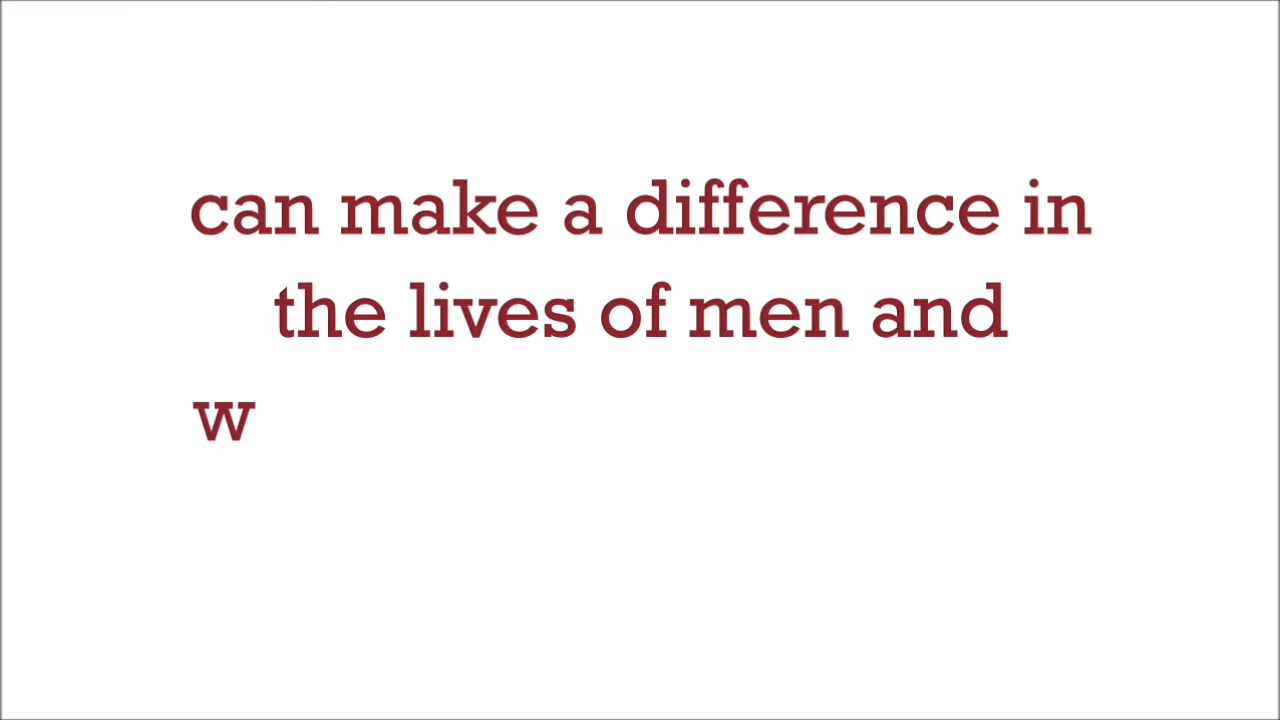 can make a difference in
the lives of men and
w